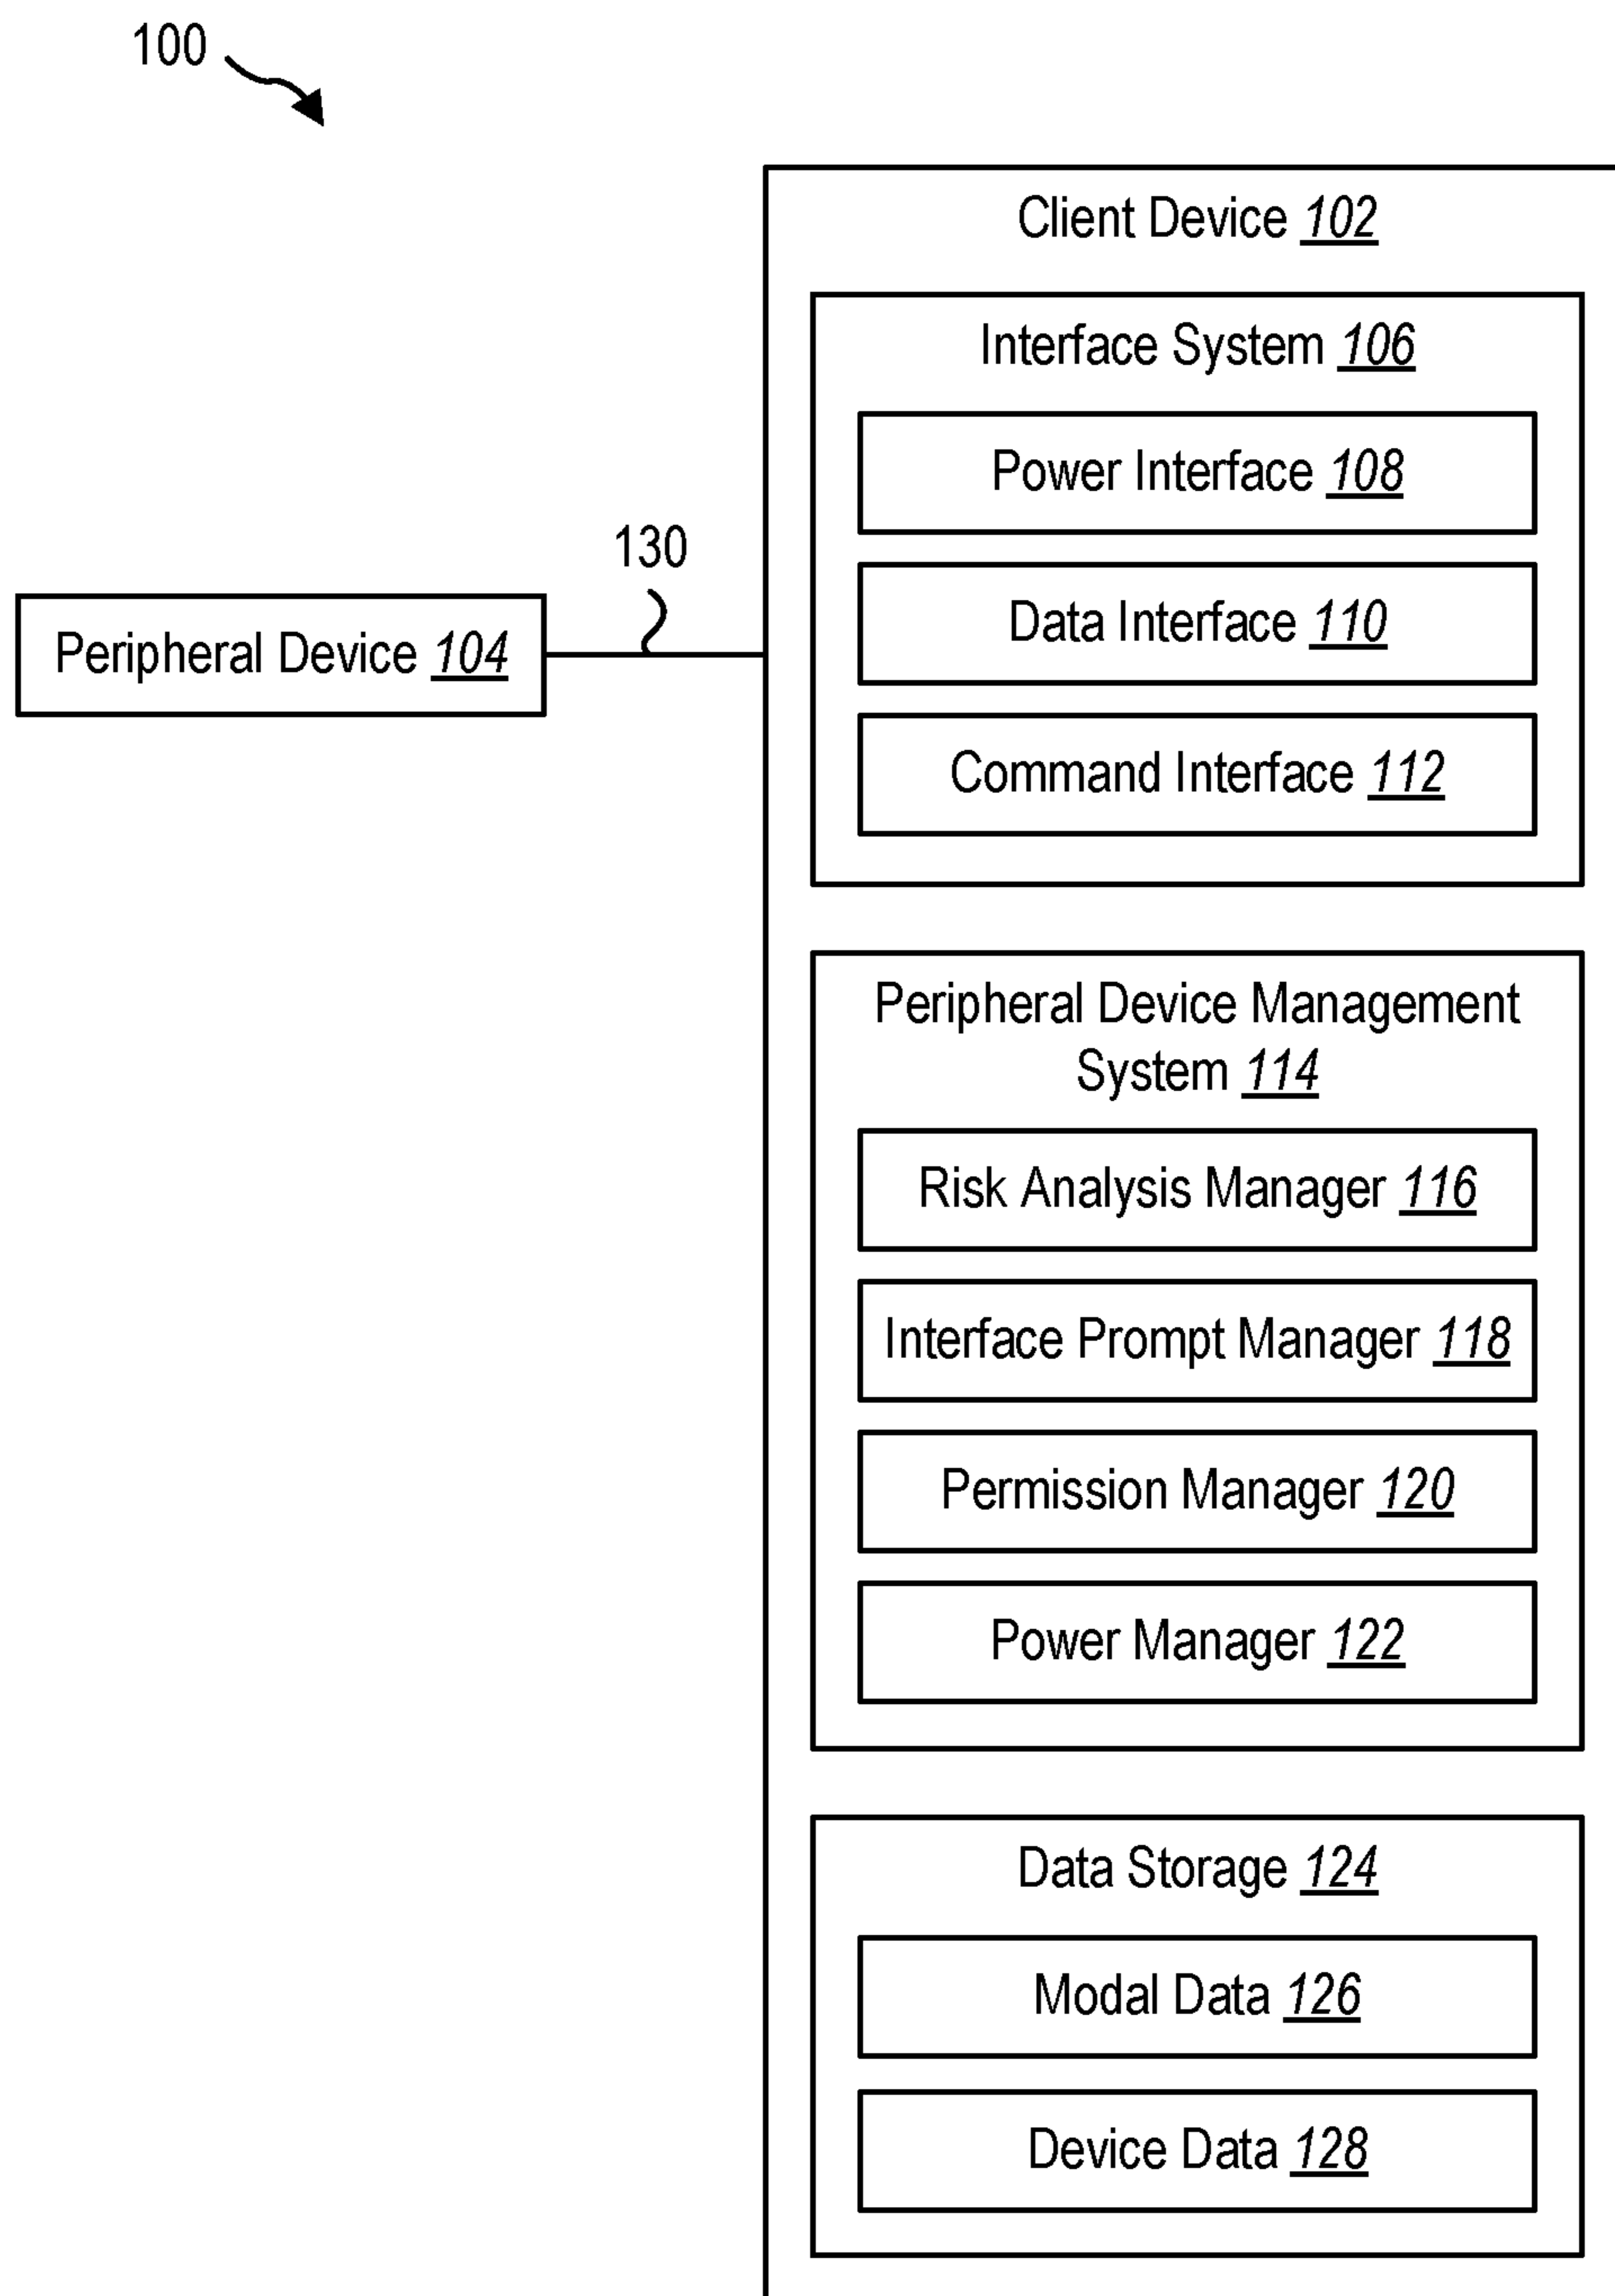 100
Client Device 102
Interface System 106
Power Interface 108
130
Data Interface 110
Peripheral Device 104
Command Interface 112
Peripheral Device Management
System 114
Risk Analysis Manager 116
Interface Prompt Manager 118
Permission Manager 120
Power Manager 122
Data Storage 124
Modal Data 126
Device Data 128